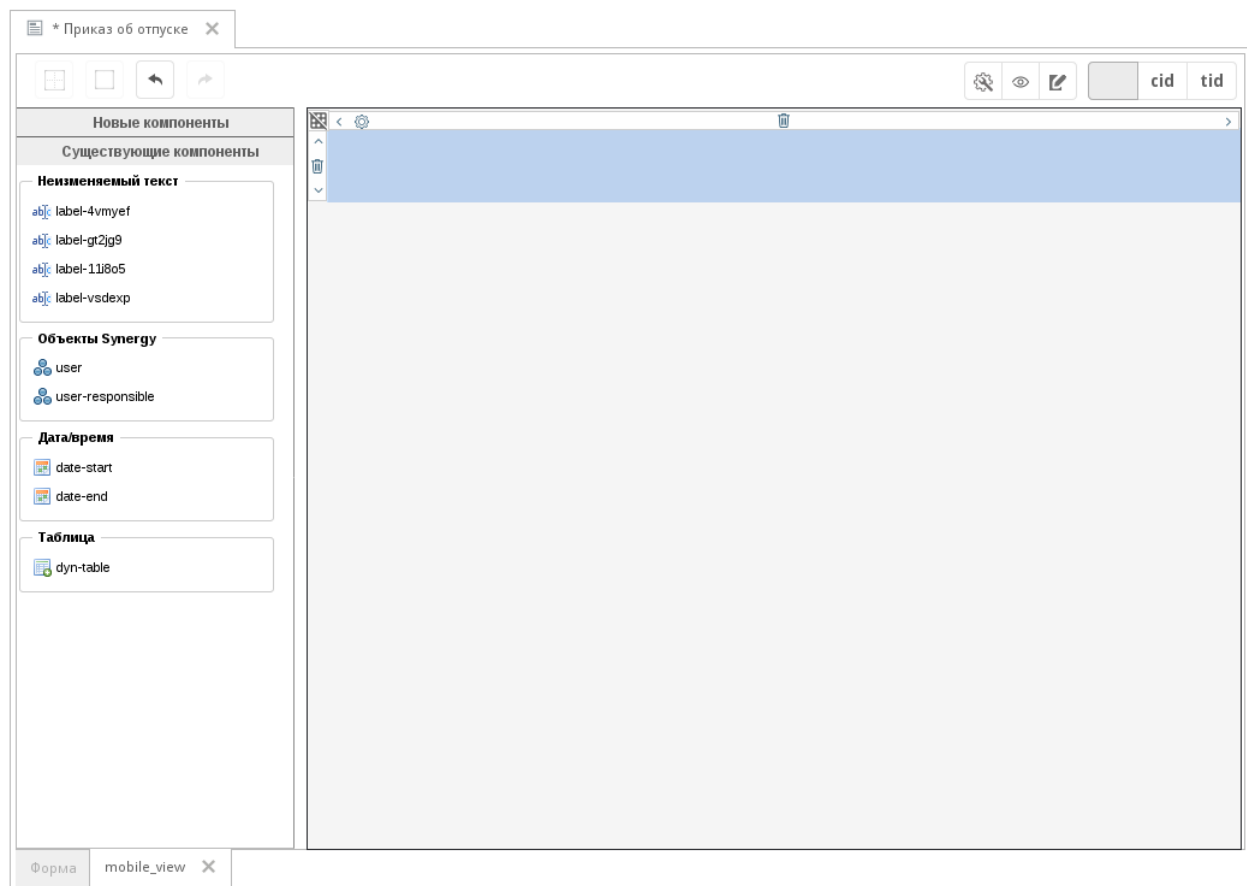 * Приказ об отпуске
cid tid
Новые компоненты
Существующие компоненты
Неизменяемый текст
label-4vmyef
label-gt2jg9
label-11i8o5
label-vsdexp
Объекты Synergy
user
user-responsible
Дата/время
date-start
date-end
Таблица
dyn-table
Форма mobile_view